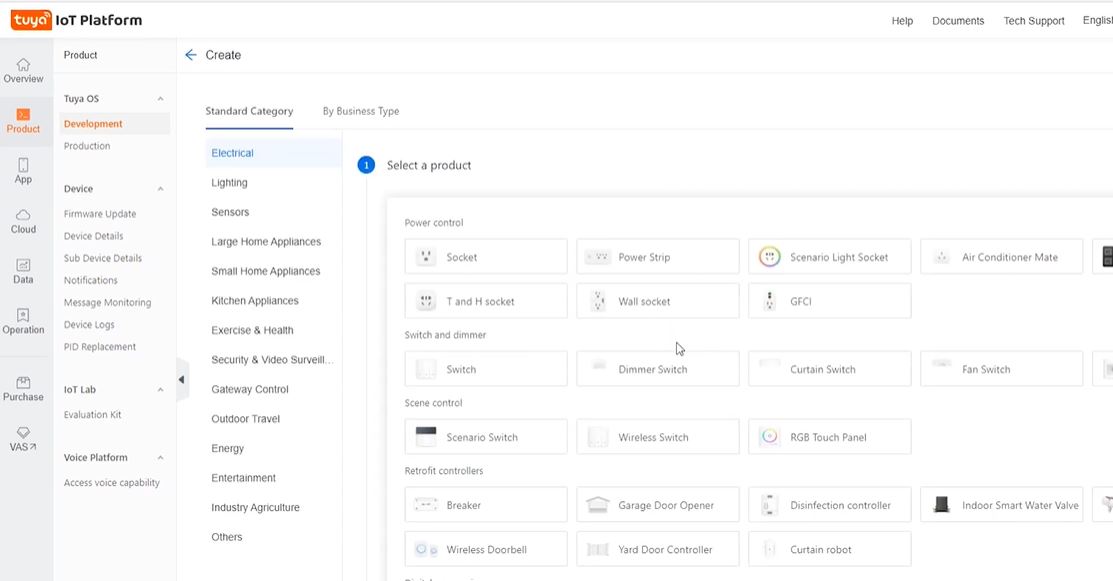 tuya IoT Platform
Help Documents Tech Support English
Product
Create
Overview
Product
App
Cloud
Data
Operation
Purchase
VAS
Tuya OS
Development
Production
Device
Firmware Update
Device Details
Sub Device Details
Notifications
Message Monitoring
Device Logs
PID Replacement
IoT Lab
Evaluation Kit
Voice Platform
Access voice capability
Standard Category By Business Type
Electrical
Lighting
Sensors
Large Home Appliances
Small Home Appliances
Kitchen Appliances
Exercise & Health
Security & Video Surveill...
Gateway Control
Outdoor Travel
Energy
Entertainment
Industry Agriculture
Others
1 Select a product
Power control
Socket Power Strip Scenario Light Socket Air Conditioner Mate
T and H socket Wall socket GFCI
Switch and dimmer
Switch Dimmer Switch Curtain Switch Fan Switch
Scene control
Scenario Switch Wireless Switch RGB Touch Panel
Retrofit controllers
Breaker Garage Door Opener Disinfection controller Indoor Smart Water Valve
Wireless Doorbell Yard Door Controller Curtain robot